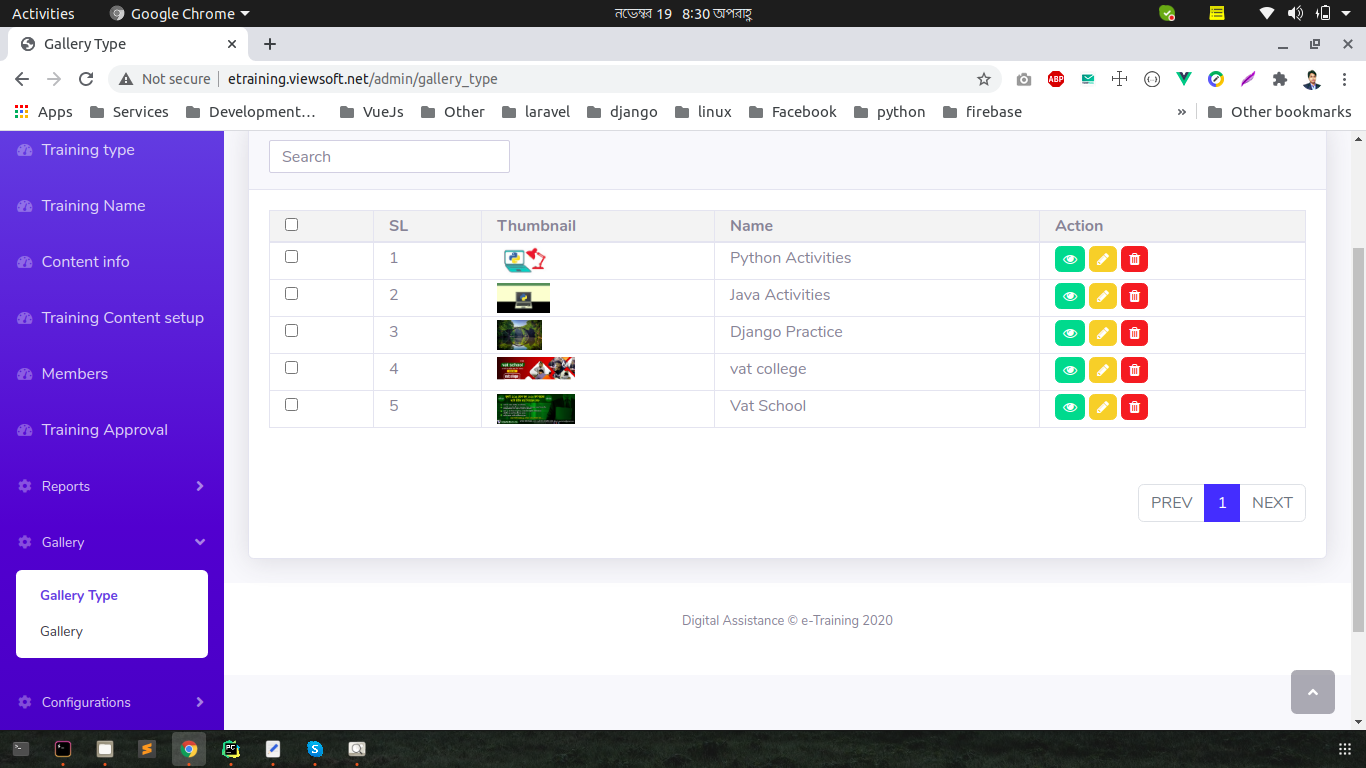 Activities Google Chrome নভেম্বর 19 8:30 অপরাহ্ণ
Gallery Type
Not secure etraining.viewsoft.net/admin/gallery_type
Apps Services Development… VueJs Other laravel django linux Facebook python firebase » Other bookmarks
Training type
Training Name
Content info
Training Content setup
Members
Training Approval
Reports
Gallery
Gallery Type
Gallery
Configurations
Search
SL Thumbnail Name Action
1 Python Activities
2 Java Activities
3 Django Practice
4 vat college
5 Vat School
PREV 1 NEXT
Digital Assistance © e-Training 2020